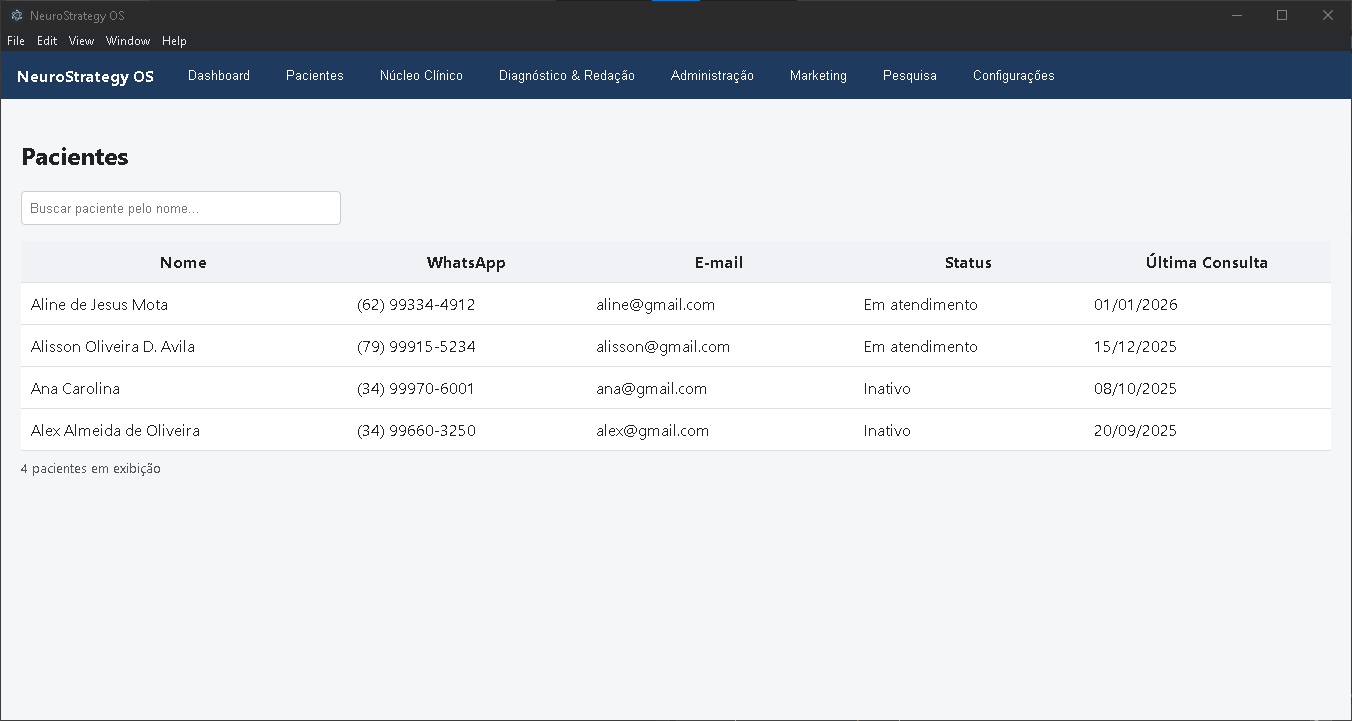 NeuroStrategy OS
File Edit View Window Help
NeuroStrategy OS Dashboard Pacientes Núcleo Clínico Diagnóstico & Redação Administração Marketing Pesquisa Configurações
Pacientes
Buscar paciente pelo nome...
Nome WhatsApp E-mail Status Última Consulta
Aline de Jesus Mota (62) 99334-4912 aline@gmail.com Em atendimento 01/01/2026
Alisson Oliveira D. Avila (79) 99915-5234 alisson@gmail.com Em atendimento 15/12/2025
Ana Carolina (34) 99970-6001 ana@gmail.com Inativo 08/10/2025
Alex Almeida de Oliveira (34) 99660-3250 alex@gmail.com Inativo 20/09/2025
4 pacientes em exibição